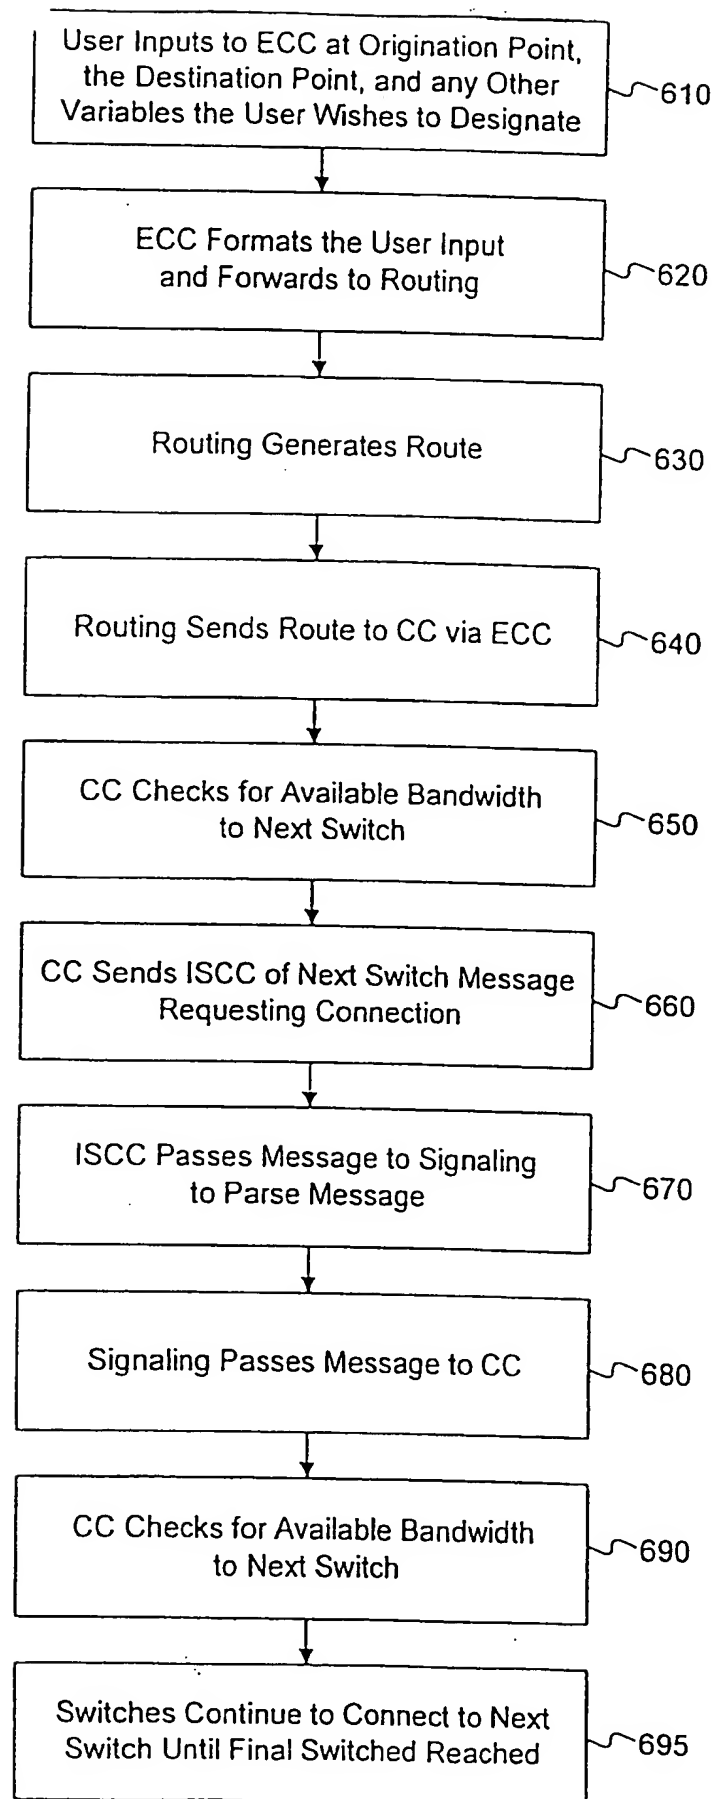 User Inputs to ECC at Origination Point,
the Destination Point, and any Other
Variables the User Wishes to Designate
610
ECC Formats the User Input
and Forwards to Routing
620
Routing Generates Route
630
Routing Sends Route to CC via ECC
640
CC Checks for Available Bandwidth
to Next Switch
650
CC Sends ISCC of Next Switch Message
Requesting Connection
660
ISCC Passes Message to Signaling
to Parse Message
670
Signaling Passes Message to CC
680
CC Checks for Available Bandwidth
to Next Switch
690
Switches Continue to Connect to Next
Switch Until Final Switched Reached
695